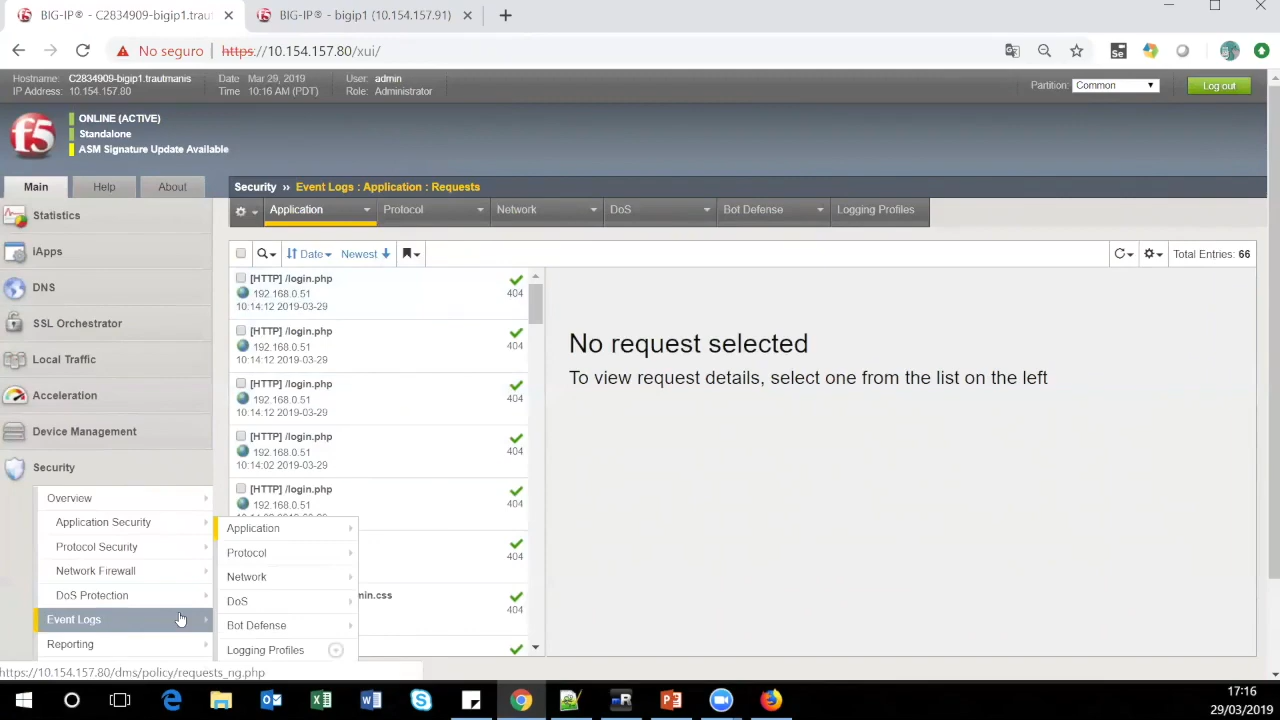 BIG-IP® - C2834909-bigip1.traut
BIG-IP® - bigip1 (10.154.157.91)
No seguro
https://10.154.157.80/xui/
Hostname: C2834909-bigip1.trautmanis
IP Address: 10.154.157.80
Date Mar 29, 2019
Time 10:16 AM (PDT)
User: admin
Role: Administrator
Partition: Common
Log out
f5
ONLINE (ACTIVE)
Standalone
ASM Signature Update Available
Main
Help
About
Security ›› Event Logs : Application : Requests
Application
Protocol
Network
DoS
Bot Defense
Logging Profiles
Statistics
iApps
DNS
SSL Orchestrator
Local Traffic
Acceleration
Device Management
Security
Overview
Application Security
Protocol Security
Network Firewall
DoS Protection
Event Logs
Reporting
Application
Protocol
Network
DoS
Bot Defense
Logging Profiles
Date
Newest
Total Entries: 66
[HTTP] /login.php
192.168.0.51
10:14:12 2019-03-29
404
[HTTP] /login.php
192.168.0.51
10:14:12 2019-03-29
404
[HTTP] /login.php
192.168.0.51
10:14:12 2019-03-29
404
[HTTP] /login.php
192.168.0.51
10:14:02 2019-03-29
404
[HTTP] /login.php
192.168.0.51
404
404
min.css
404
No request selected
To view request details, select one from the list on the left
https://10.154.157.80/dms/policy/requests_ng.php
17:16
29/03/2019